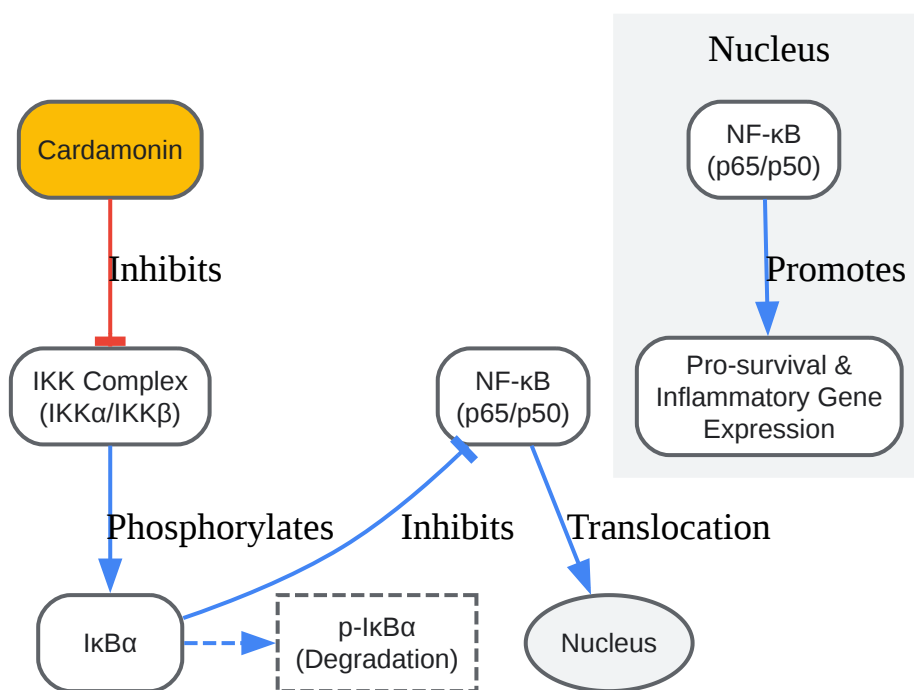 Nucleus
Cardamonin
NF-κB
(p65/p50)
Inhibits
Promotes
IKK Complex
(IKKα/IKKβ)
NF-κB
(p65/p50)
Pro-survival &
Inflammatory Gene
Expression
Phosphorylates
Inhibits
Translocation
IκBα
p-IκBα
(Degradation)
Nucleus